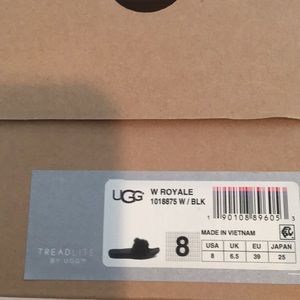 UGG
W ROYALE
1018875 W / BLK
1 90108 89605 3
8
MADE IN VIETNAM
USA UK EU JAPAN
8 6.5 39 25
TREADLITE
BY UGG™